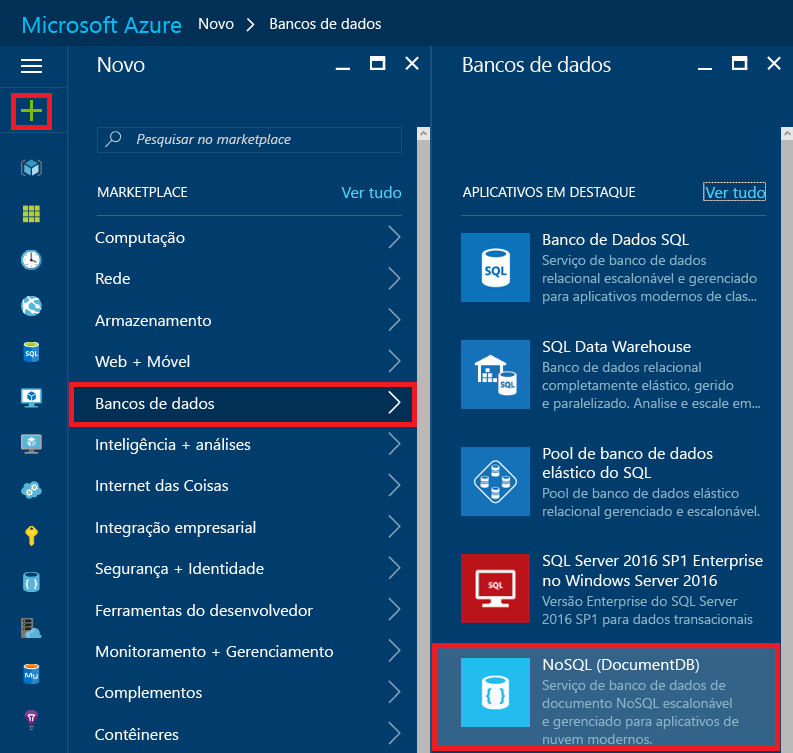 Microsoft Azure Novo > Bancos de dados
Novo
Pesquisar no marketplace
MARKETPLACE Ver tudo
Computação
Rede
Armazenamento
Web + Móvel
Bancos de dados
Inteligência + análises
Internet das Coisas
Integração empresarial
Segurança + Identidade
Ferramentas do desenvolvedor
Monitoramento + Gerenciamento
Complementos
Contêineres
Bancos de dados
APLICATIVOS EM DESTAQUE Ver tudo
SQL
Banco de Dados SQL
Serviço de banco de dados
relacional escalonável e gerenciado
para aplicativos modernos de clas...
SQL
SQL Data Warehouse
Banco de dados relacional
completamente elástico, gerido
e paralelizado. Analise e escale em...
Pool de banco de dados
elástico do SQL
Pool de banco de dados elástico
relacional gerenciado e escalonável.
SQL
SQL Server 2016 SP1 Enterprise
no Windows Server 2016
Versão Enterprise do SQL Server
2016 SP1 para dados transacionais
{ }
NoSQL (DocumentDB)
Serviço de banco de dados de
documento NoSQL escalonável
e gerenciado para aplicativos de
nuvem modernos.
SQL
My